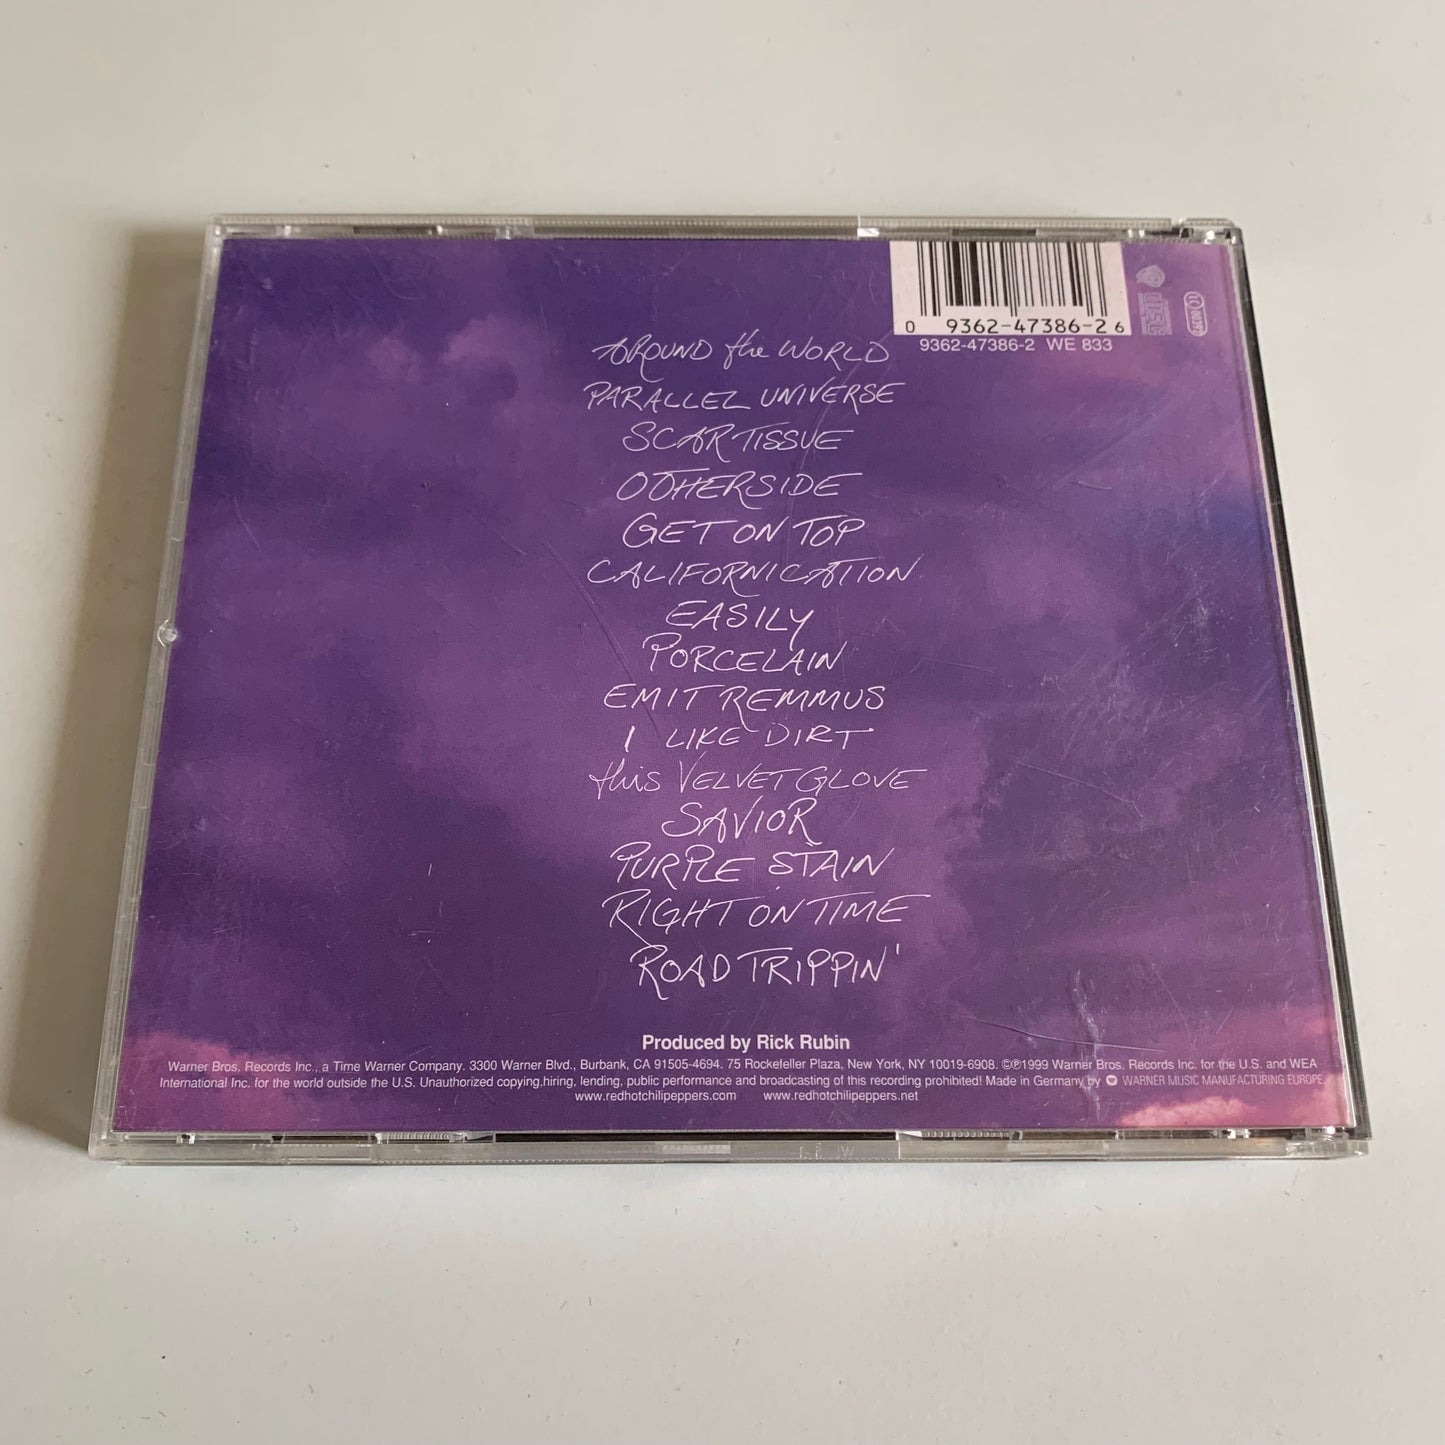 0 9362-47386-2 6
9362-47386-2 WE 833
AROUND the WORLD
PARALLEL UNIVERSE
SCAR TISSUE
OTHERSIDE
GET ON TOP
CALIFORNICATION
EASILY
PORCELAIN
EMIT REMMUS
I LIKE DIRT
this VELVET GLOVE
SAVIOR
PURPLE STAIN
RIGHT ON TIME
ROAD TRIPPIN'
Produced by Rick Rubin
Warner Bros. Records Inc., a Time Warner Company. 3300 Warner Blvd., Burbank, CA 91505-4694. 75 Rockefeller Plaza, New York, NY 10019-6908. ©℗1999 Warner Bros. Records Inc. for the U.S. and WEA
International Inc. for the world outside the U.S. Unauthorized copying,hiring, lending, public performance and broadcasting of this recording prohibited! Made in Germany by WARNER MUSIC MANUFACTURING EUROPE.
www.redhotchilipeppers.com www.redhotchilipeppers.net